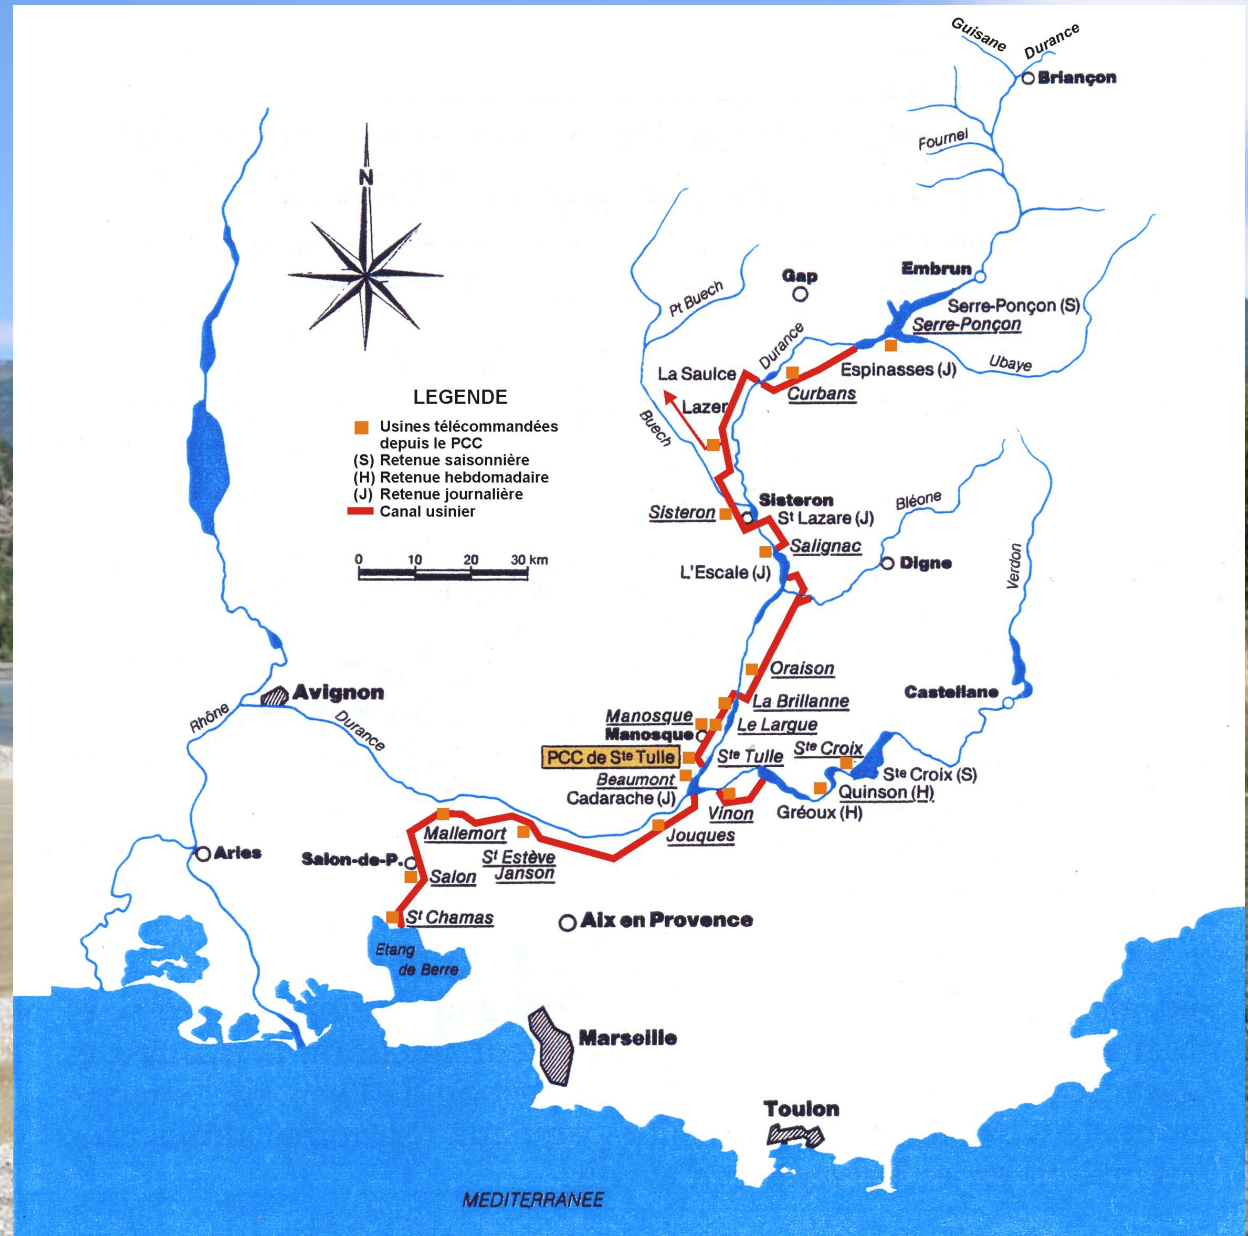 Guisane
Durance
Briançon
Fournel
N
Embrun
Gap
Pt Buech
Serre-Ponçon (S)
Serre-Ponçon
Durance
Ubaye
La Saulce
Espinasses (J)
Curbans
Lazer
Buech
LEGENDE
Usines télécommandées
depuis le PCC
(S) Retenue saisonnière
(H) Retenue hebdomadaire
(J) Retenue journalière
Canal usinier
0 10 20 30 km
Sisteron
Sisteron
St Lazare (J)
Bléone
Salignac
L'Escale (J)
Digne
Verdon
Oraison
Avignon
Castellane
La Brillanne
Rhône
Durance
Manosque
Le Largue
Manosque
PCC de Ste Tulle
Ste Tulle
Ste Croix
Beaumont
Ste Croix (S)
Cadarache (J)
Quinson (H)
Vinon
Gréoux (H)
Mallemort
Jouques
Arles
Salon-de-P.
St Estève
Janson
Salon
St Chamas
Aix en Provence
Etang
de Berre
Marseille
Toulon
MEDITERRANEE